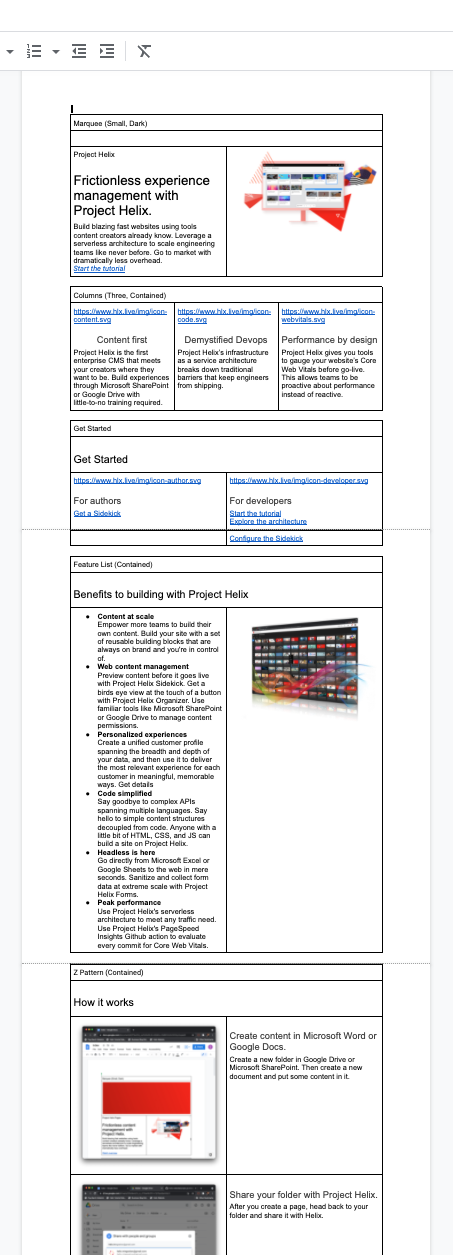 Marquee (Small, Dark)
Project Helix
Frictionless experience
management with
Project Helix.
Build blazing fast websites using tools
content creators already know. Leverage a
serverless architecture to scale engineering
teams like never before. Go to market with
dramatically less overhead.
Start the tutorial
Columns (Three, Contained)
https://www.hlx.live/img/icon-
content.svg
Content first
Project Helix is the first
enterprise CMS that meets
your creators where they
want to be. Build experiences
through Microsoft SharePoint
or Google Drive with
little-to-no training required.
https://www.hlx.live/img/icon-
code.svg
Demystified Devops
Project Helix's infrastructure
as a service architecture
breaks down traditional
barriers that keep engineers
from shipping.
https://www.hlx.live/img/icon-
webvitals.svg
Performance by design
Project Helix gives you tools
to gauge your website's Core
Web Vitals before go-live.
This allows teams to be
proactive about performance
instead of reactive.
Get Started
Get Started
https://www.hlx.live/img/icon-author.svg
For authors
Get a Sidekick
https://www.hlx.live/img/icon-developer.svg
For developers
Start the tutorial
Explore the architecture
Configure the Sidekick
Feature List (Contained)
Benefits to building with Project Helix
● Content at scale
Empower more teams to build their
own content. Build your site with a set
of reusable building blocks that are
always on brand and you're in control
of.
● Web content management
Preview content before it goes live
with Project Helix Sidekick. Get a
birds eye view at the touch of a button
with Project Helix Organizer. Use
familiar tools like Microsoft SharePoint
or Google Drive to manage content
permissions.
● Personalized experiences
Create a unified customer profile
spanning the breadth and depth of
your data, and then use it to deliver
the most relevant experience for each
customer in meaningful, memorable
ways. Get details
● Code simplified
Say goodbye to complex APIs
spanning multiple languages. Say
hello to simple content structures
decoupled from code. Anyone with a
little bit of HTML, CSS, and JS can
build a site on Project Helix.
● Headless is here
Go directly from Microsoft Excel or
Google Sheets to the web in mere
seconds. Sanitize and collect form
data at extreme scale with Project
Helix Forms.
● Peak performance
Use Project Helix's serverless
architecture to meet any traffic need.
Use Project Helix's PageSpeed
Insights Github action to evaluate
every commit for Core Web Vitals.
Z Pattern (Contained)
How it works
Frictionless content
management with
Project Helix.
Create content in Microsoft Word or
Google Docs.
Create a new folder in Google Drive or
Microsoft SharePoint. Then create a new
document and put some content in it.
Share your folder with Project Helix.
After you create a page, head back to your
folder and share it with Helix.